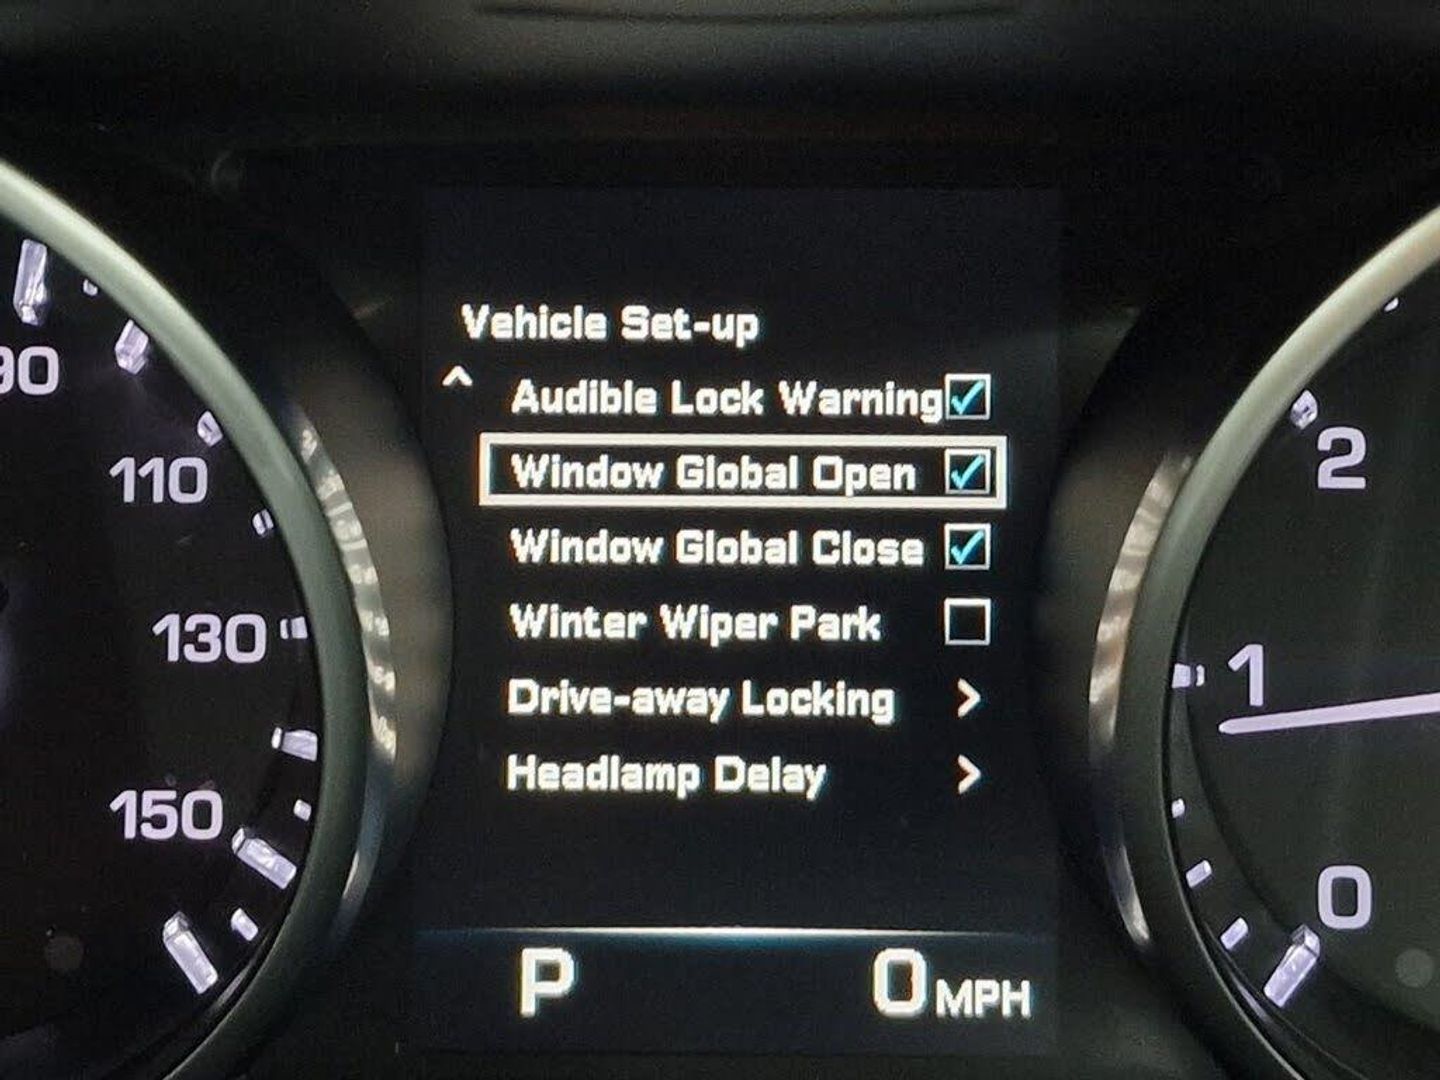 Vehicle Set-up
Audible Lock Warning
Window Global Open
Window Global Close
Winter Wiper Park
Drive-away Locking
Headlamp Delay
P
0 MPH
90
110
130
150
2
1
0